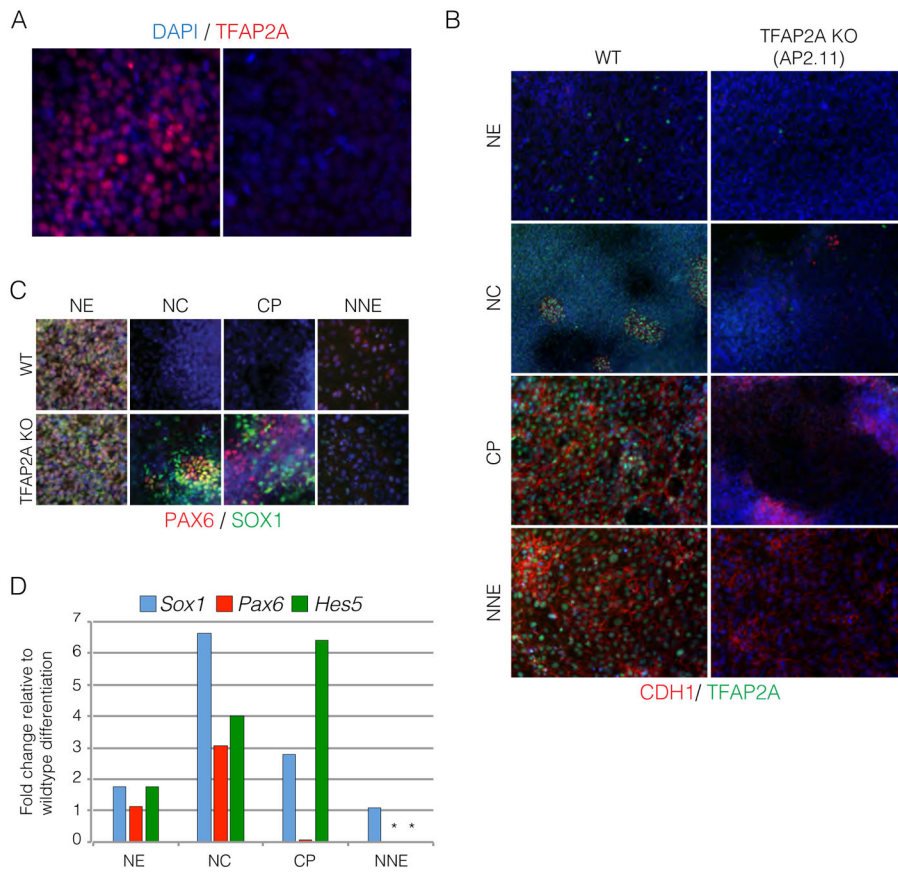 A
DAPI / TFAP2A
B
WT
TFAP2A KO
(AP2.11)
NE
NC
CP
NNE
CDH1/ TFAP2A
C
NE NC CP NNE
WT
TFAP2A KO
PAX6 / SOX1
D
Sox1 Pax6 Hes5
Fold change relative to
wildtype differentiation
7
6
5
4
3
2
1
0
* *
NE NC CP NNE